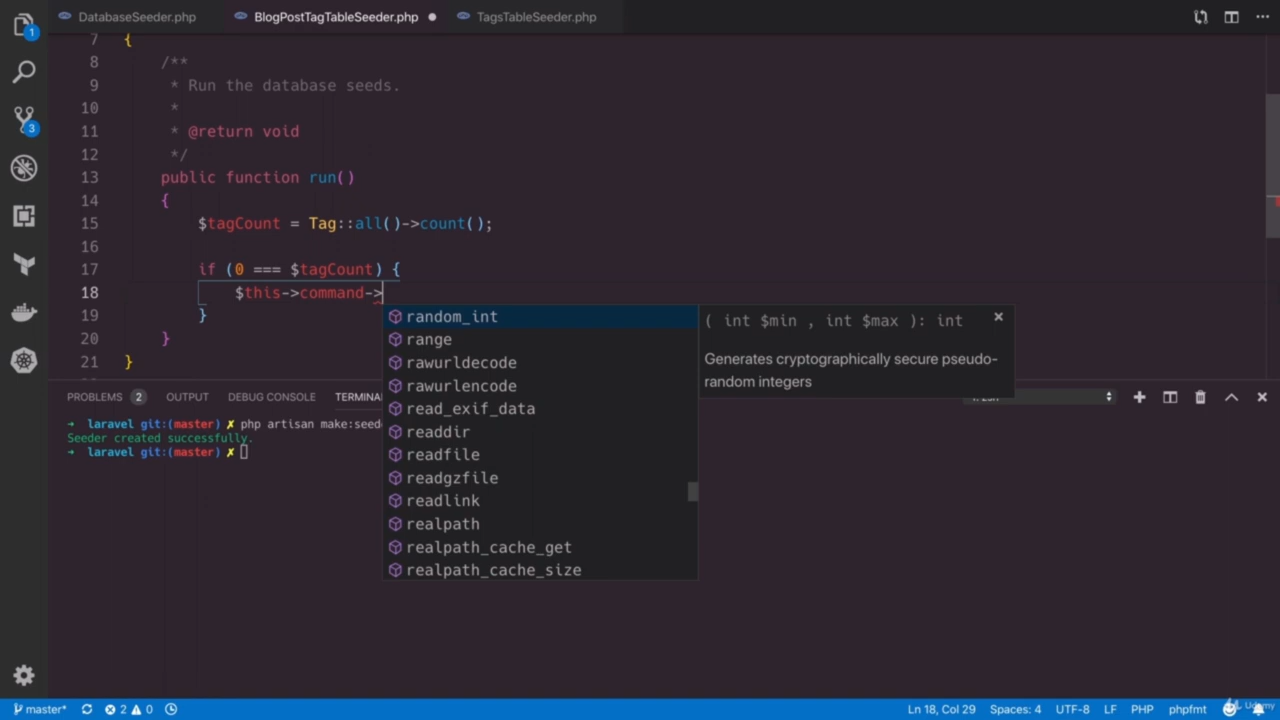 DatabaseSeeder.php BlogPostTagTableSeeder.php TagsTableSeeder.php
1
3
7 {
8 /**
9 * Run the database seeds.
10 *
11 * @return void
12 */
13 public function run()
14 {
15 $tagCount = Tag::all()->count();
16
17 if (0 === $tagCount) {
18 $this->command->
19 }
20 }
21 }
random_int
range
rawurldecode
rawurlencode
read_exif_data
readdir
readfile
readgzfile
readlink
realpath
realpath_cache_get
realpath_cache_size
( int $min , int $max ): int
Generates cryptographically secure pseudo-
random integers
PROBLEMS 2 OUTPUT DEBUG CONSOLE TERMINA
➜ laravel git:(master) ✗ php artisan make:seed
Seeder created successfully.
➜ laravel git:(master) ✗
master* 2 0 Ln 18, Col 29 Spaces: 4 UTF-8 LF PHP phpfmt
Udemy